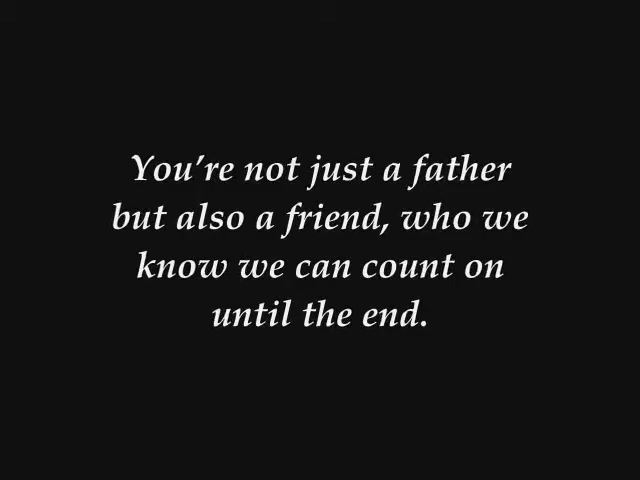 You’re not just a father
but also a friend, who we
know we can count on
until the end.